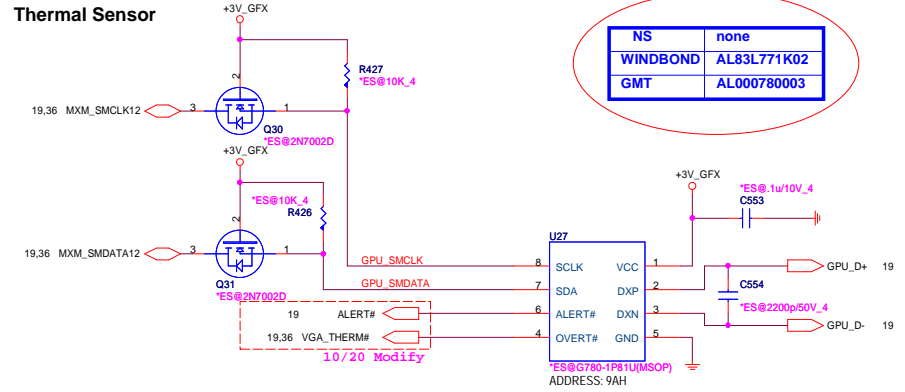 Thermal Sensor
+3V_GFX
NS none
WINDBOND AL83L771K02
GMT AL000780003
R427
*ES@10K_4
2
19,36 MXM_SMCLK12 3 1
Q30
*ES@2N7002D
+3V_GFX
+3V_GFX
*ES@10K_4
R426
*ES@.1u/10V_4
C553
2
19,36 MXM_SMDATA12 3 1
Q31
*ES@2N7002D
U27
GPU_SMCLK 8 SCLK VCC 1
GPU_D+ 19
GPU_SMDATA 7 SDA DXP 2
C554
*ES@2200p/50V_4
19 ALERT# 6 ALERT# DXN 3
GPU_D- 19
19,36 VGA_THERM# 4 OVERT# GND 5
10/20 Modify
*ES@G780-1P81U(MSOP)
ADDRESS: 9AH